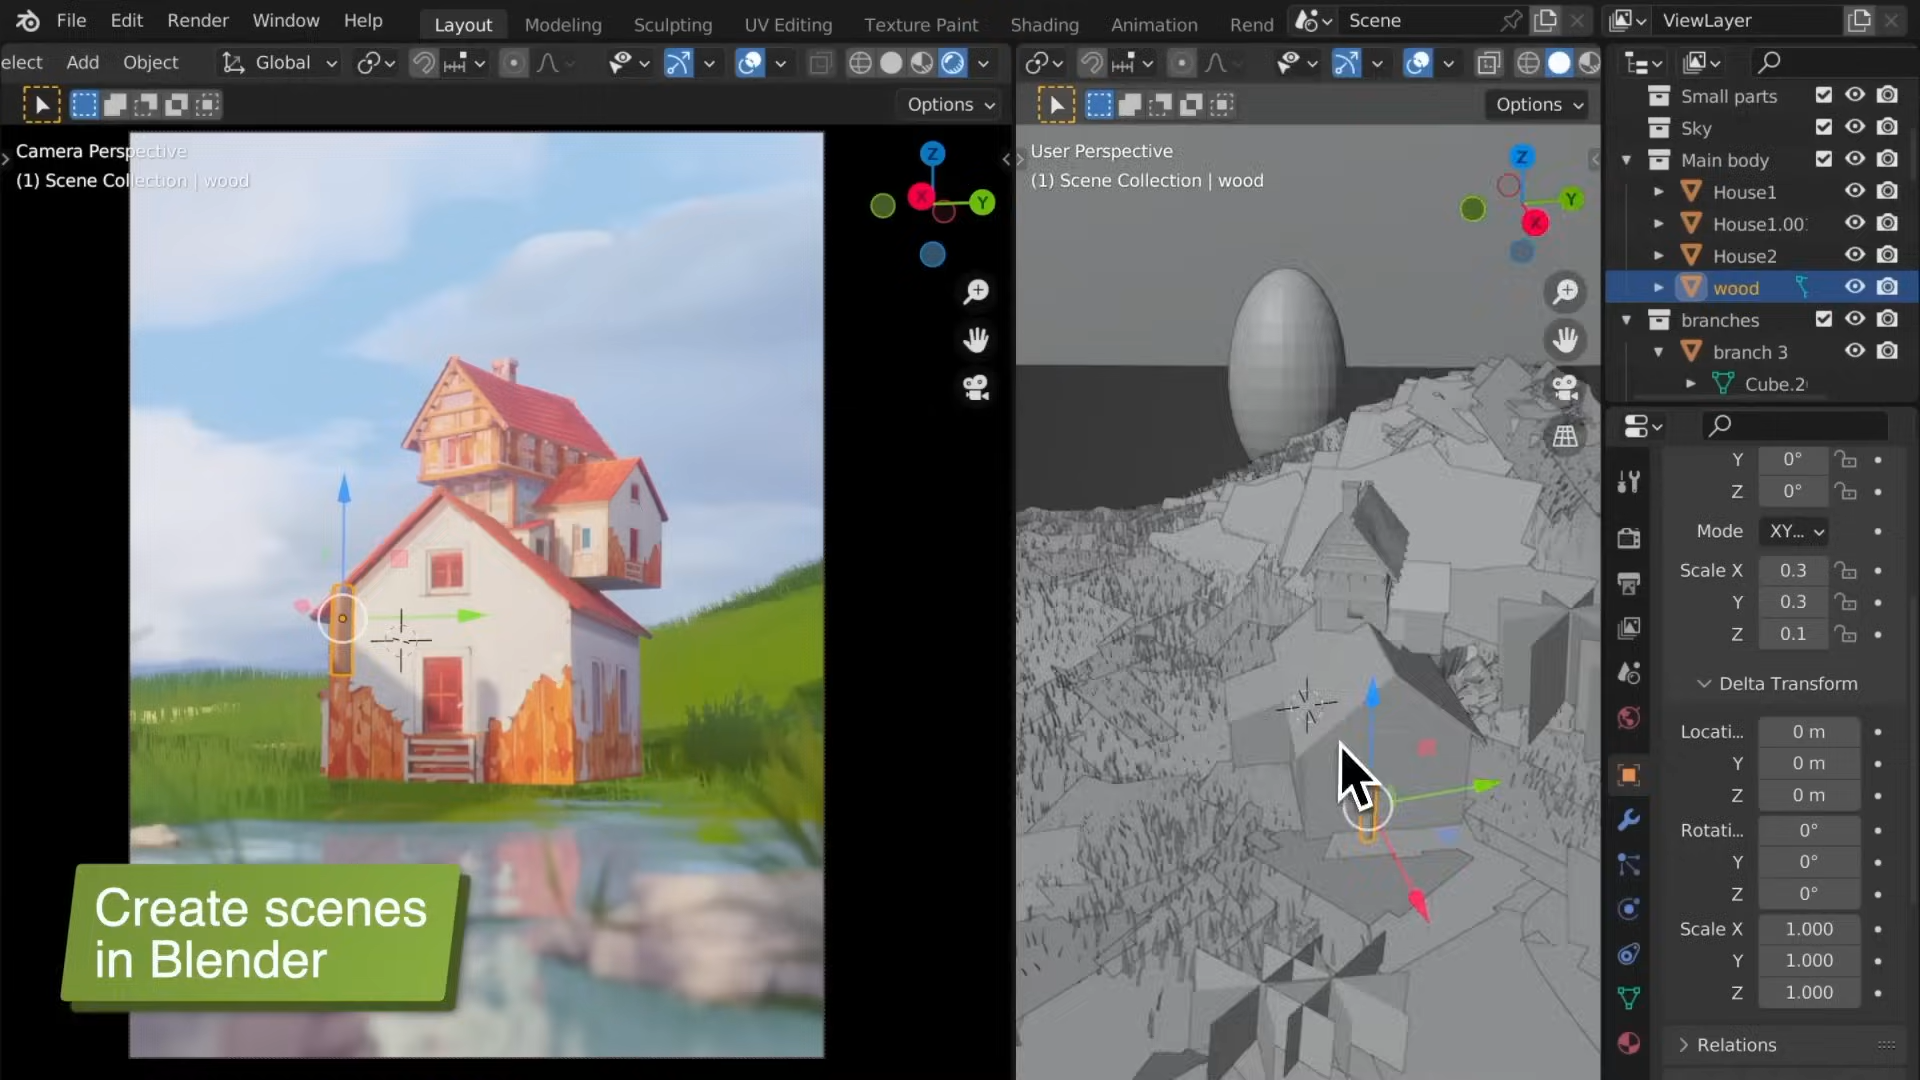 File Edit Render Window Help Layout Modeling Sculpting UV Editing Texture Paint Shading Animation Rend Scene ViewLayer
elect Add Object Global
Options Options
Camera Perspective
(1) Scene Collection | wood
Z
X
Y
User Perspective
(1) Scene Collection | wood
Z
Y
X
Small parts
Sky
Main body
House1
House1.00
House2
wood
branches
branch 3
Cube.2
Y 0°
Z 0°
Mode XY...
Scale X 0.3
Y 0.3
Z 0.1
Delta Transform
Locati... 0 m
Y 0 m
Z 0 m
Rotati... 0°
Y 0°
Z 0°
Scale X 1.000
Y 1.000
Z 1.000
Relations
Create scenes
in Blender